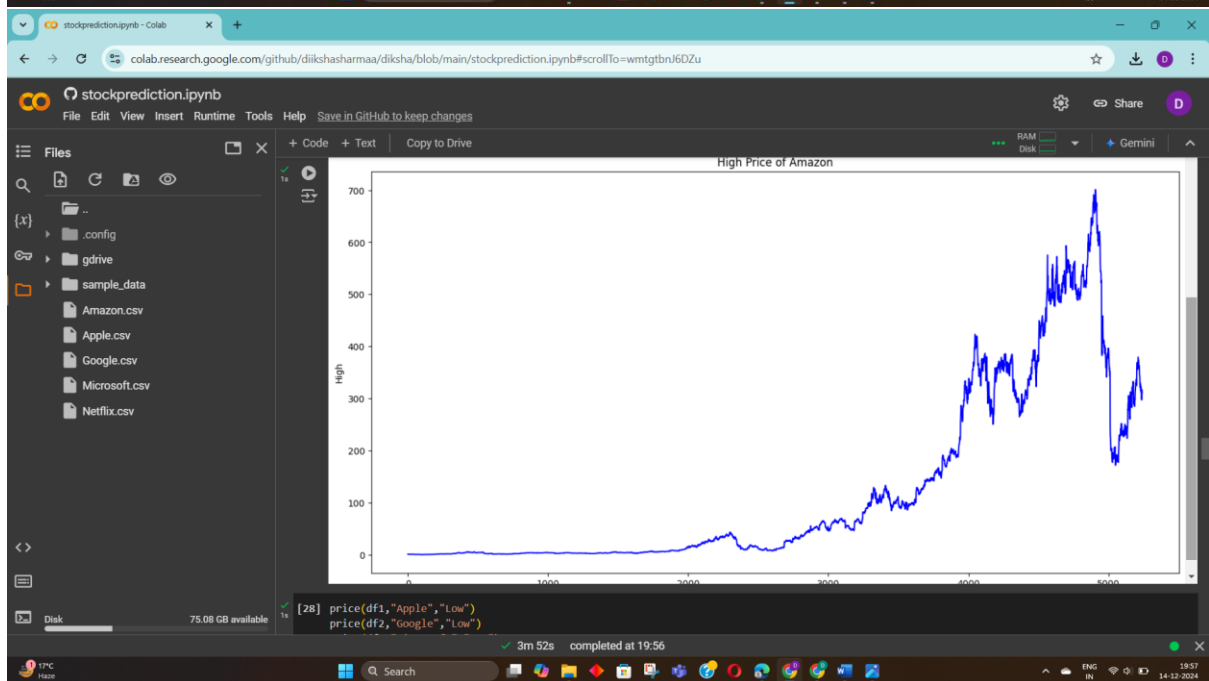 stockprediction.ipynb - Colab
colab.research.google.com/github/diikshasharmaa/diksha/blob/main/stockprediction.ipynb#scrollTo=wmtgtbnJ6DZu
D
stockprediction.ipynb
File Edit View Insert Runtime Tools Help Save in GitHub to keep changes
Share
D
Files
+ Code + Text Copy to Drive
RAM
Disk
Gemini
..
.config
gdrive
sample_data
Amazon.csv
Apple.csv
Google.csv
Microsoft.csv
Netflix.csv
{x}
1s
High Price of Amazon
700
600
500
400
300
200
100
0
High
0 1000 2000 3000 4000 5000
Disk 75.08 GB available
1s
[28] price(df1,"Apple","Low")
price(df2,"Google","Low")
3m 52s completed at 19:56
1
17°C
Haze
Search
ENG
IN
19:57
14-12-2024